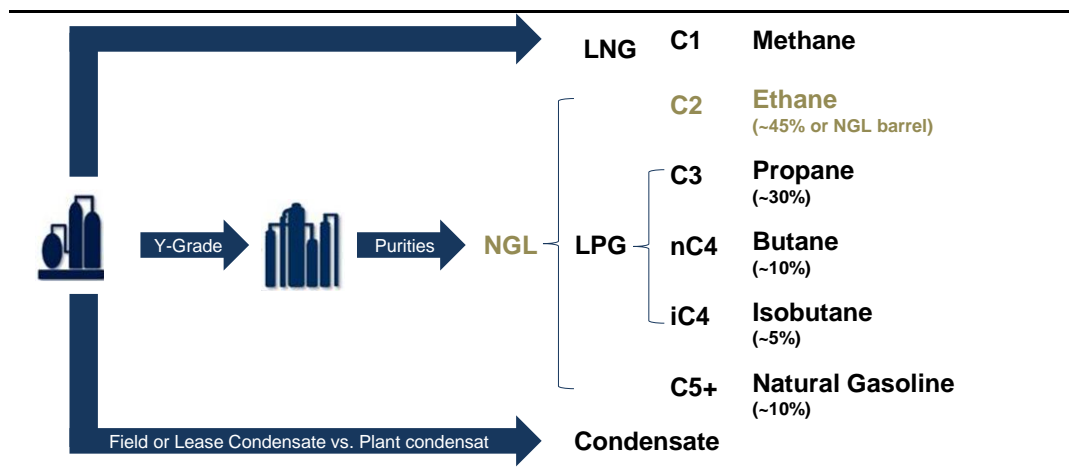 LNG C1 Methane
C2 Ethane
(~45% or NGL barrel)
C3 Propane
(~30%)
Y-Grade Purities NGL LPG nC4 Butane
(~10%)
iC4 Isobutane
(~5%)
C5+ Natural Gasoline
(~10%)
Field or Lease Condensate vs. Plant condensat Condensate